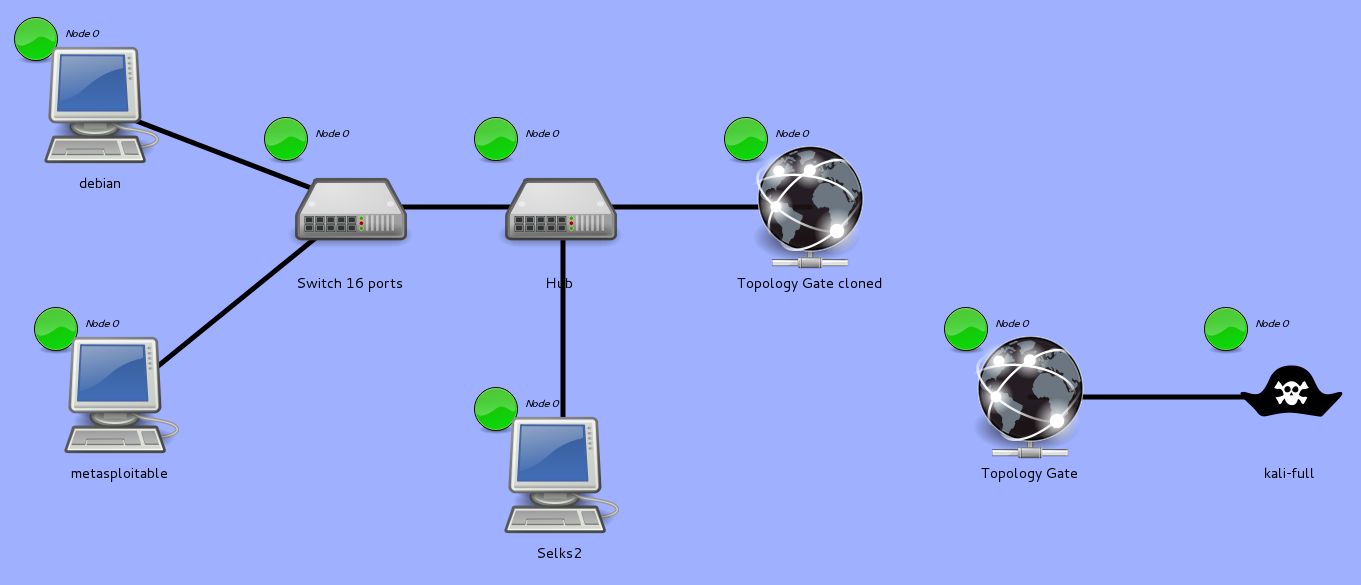 Node 0
debian
Node 0
Switch 16 ports
Node 0
Hub
Node 0
Topology Gate cloned
Node 0
metasploitable
Node 0
Selks2
Node 0
Topology Gate
Node 0
kali-full